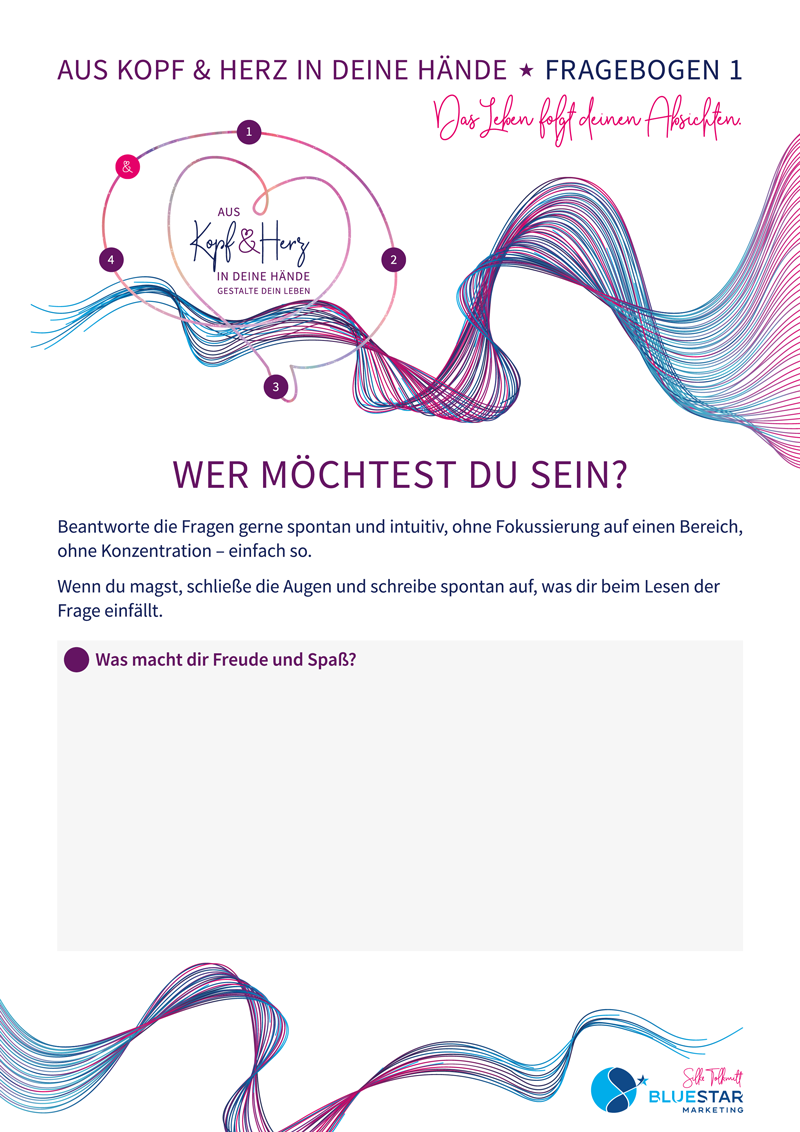 AUS KOPF & HERZ IN DEINE HÄNDE ★ FRAGEBOGEN 1
Das Leben folgt deinen Absichten.
1
&
AUS
Kopf & Herz
4
2
IN DEINE HÄNDE
GESTALTE DEIN LEBEN
3
WER MÖCHTEST DU SEIN?
Beantworte die Fragen gerne spontan und intuitiv, ohne Fokussierung auf einen Bereich,
ohne Konzentration – einfach so.
Wenn du magst, schließe die Augen und schreibe spontan auf, was dir beim Lesen der
Frage einfällt.
Was macht dir Freude und Spaß?
Silke Tolkmitt
BLUESTAR
MARKETING